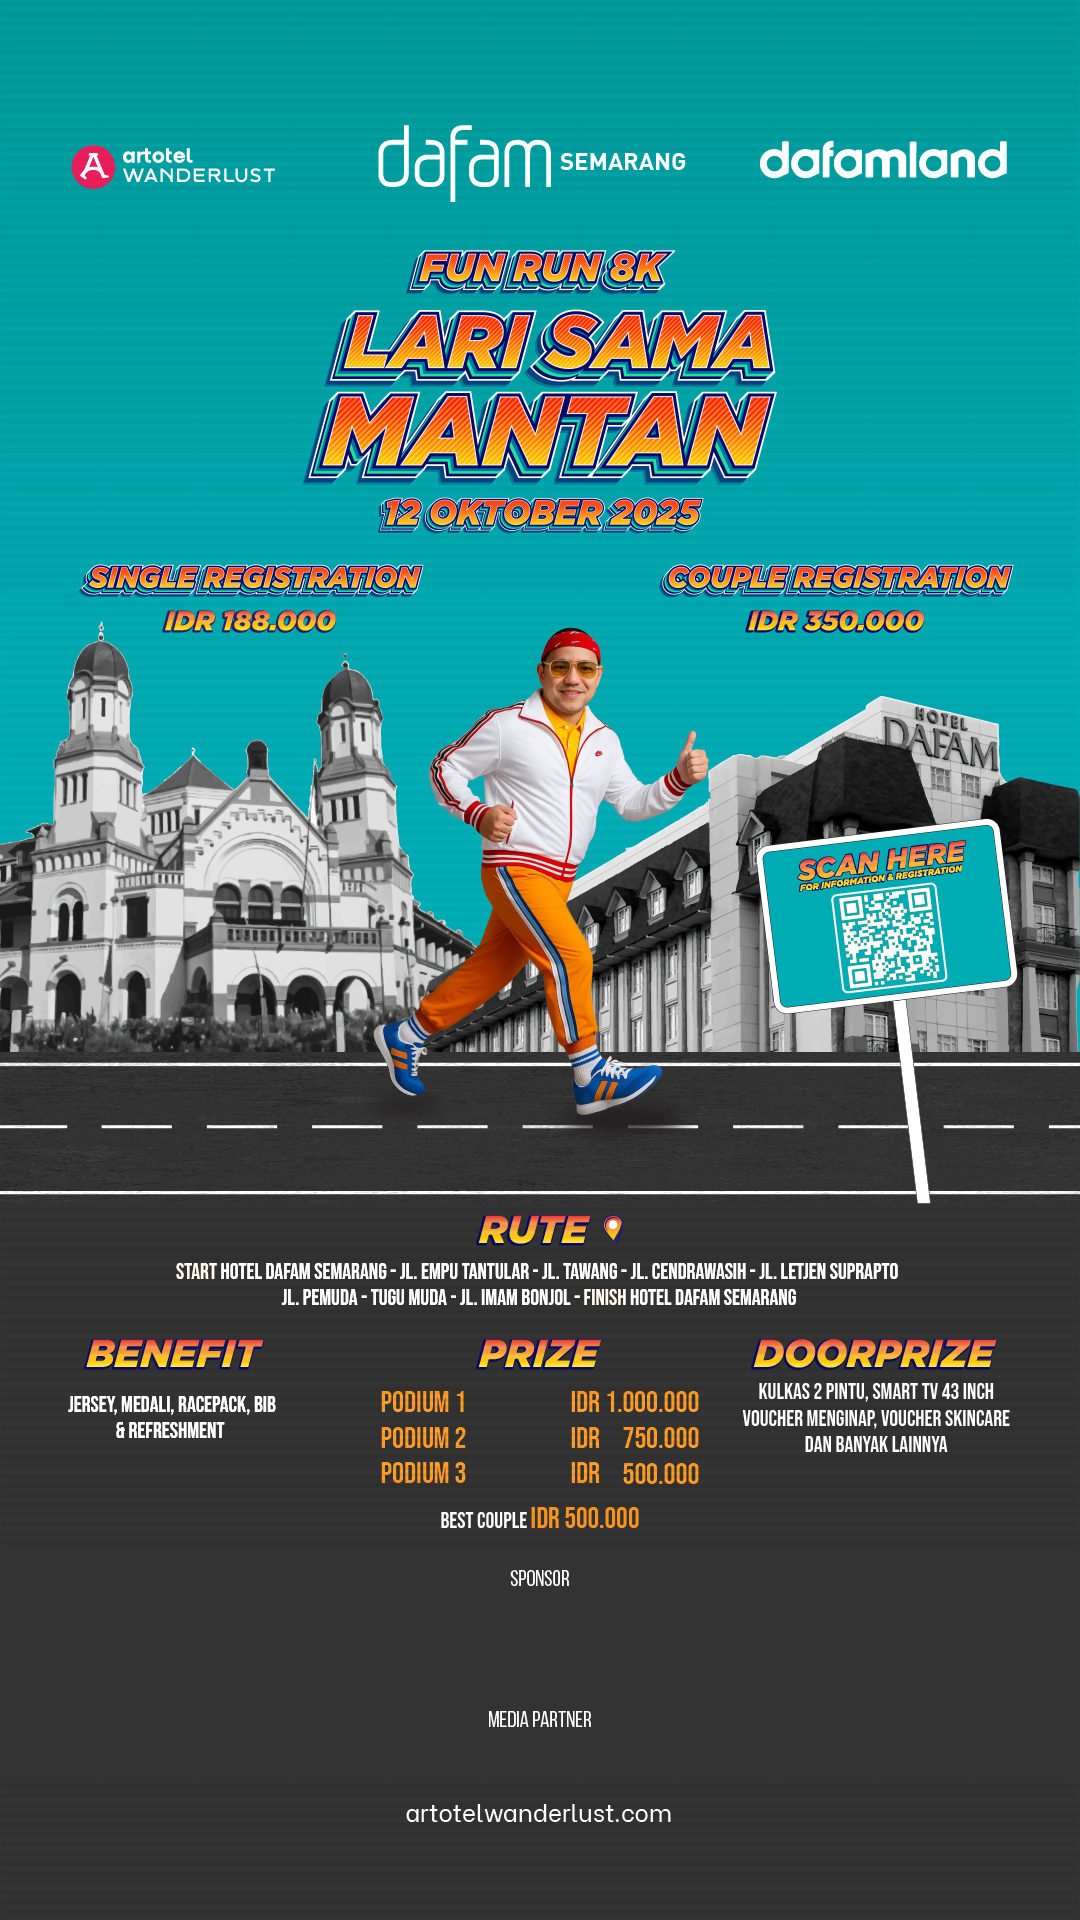 artotel
WANDERLUST
dafam SEMARANG
dafamland
FUN RUN 8K
LARI SAMA
MANTAN
12 OKTOBER 2025
SINGLE REGISTRATION
IDR 188.000
COUPLE REGISTRATION
IDR 350.000
HOTEL
DAFAM
SCAN HERE
FOR INFORMATION & REGISTRATION
RUTE
START HOTEL DAFAM SEMARANG - JL. EMPU TANTULAR - JL. TAWANG - JL. CENDRAWASIH - JL. LETJEN SUPRAPTO
JL. PEMUDA - TUGU MUDA - JL. IMAM BONJOL - FINISH HOTEL DAFAM SEMARANG
BENEFIT
JERSEY, MEDALI, RACEPACK, BIB
& REFRESHMENT
PRIZE
PODIUM 1 IDR 1.000.000
PODIUM 2 IDR 750.000
PODIUM 3 IDR 500.000
BEST COUPLE IDR 500.000
DOORPRIZE
KULKAS 2 PINTU, SMART TV 43 INCH
VOUCHER MENGINAP, VOUCHER SKINCARE
DAN BANYAK LAINNYA
SPONSOR
MEDIA PARTNER
artotelwanderlust.com